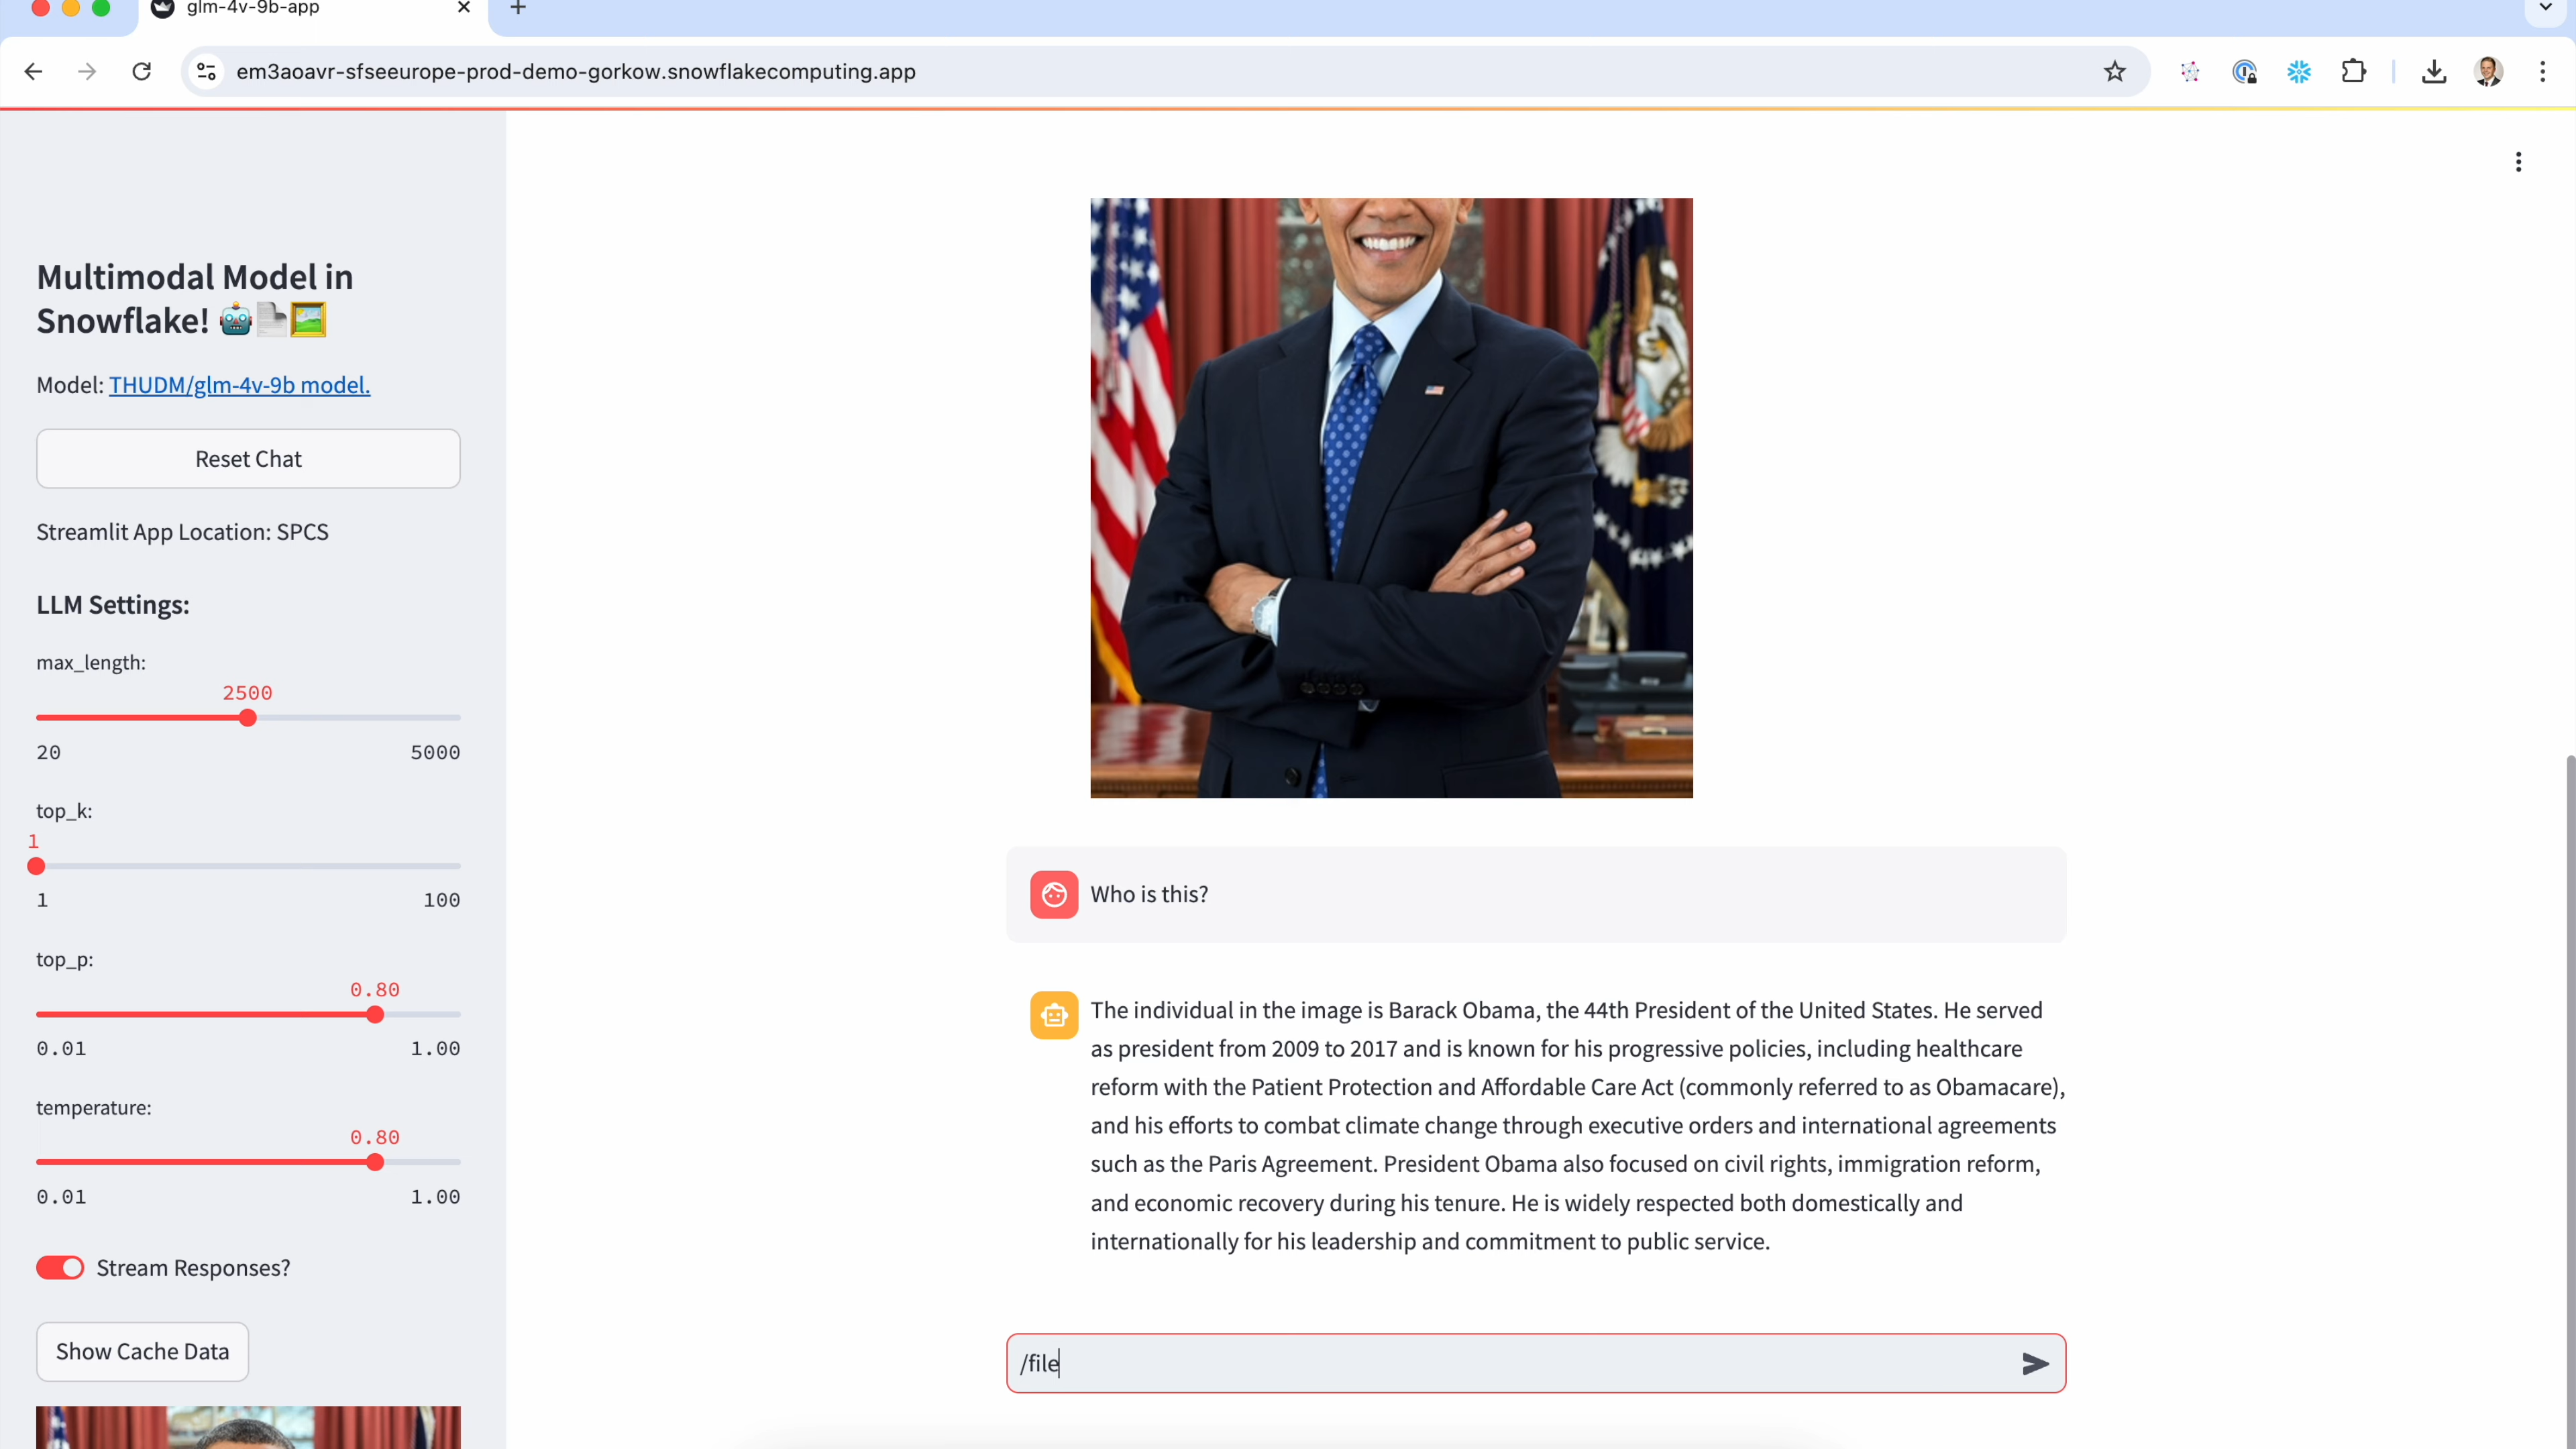 glm-4v-9b-app
em3aoavr-sfseeurope-prod-demo-gorkow.snowflakecomputing.app
Multimodal Model in
Snowflake! 🤖📄🖼️
Model: THUDM/glm-4v-9b model.
Reset Chat
Streamlit App Location: SPCS
LLM Settings:
max_length:
2500
20 5000
top_k:
1
1 100
top_p:
0.80
0.01 1.00
temperature:
0.80
0.01 1.00
Stream Responses?
Show Cache Data
Who is this?
The individual in the image is Barack Obama, the 44th President of the United States. He served
as president from 2009 to 2017 and is known for his progressive policies, including healthcare
reform with the Patient Protection and Affordable Care Act (commonly referred to as Obamacare),
and his efforts to combat climate change through executive orders and international agreements
such as the Paris Agreement. President Obama also focused on civil rights, immigration reform,
and economic recovery during his tenure. He is widely respected both domestically and
internationally for his leadership and commitment to public service.
/file